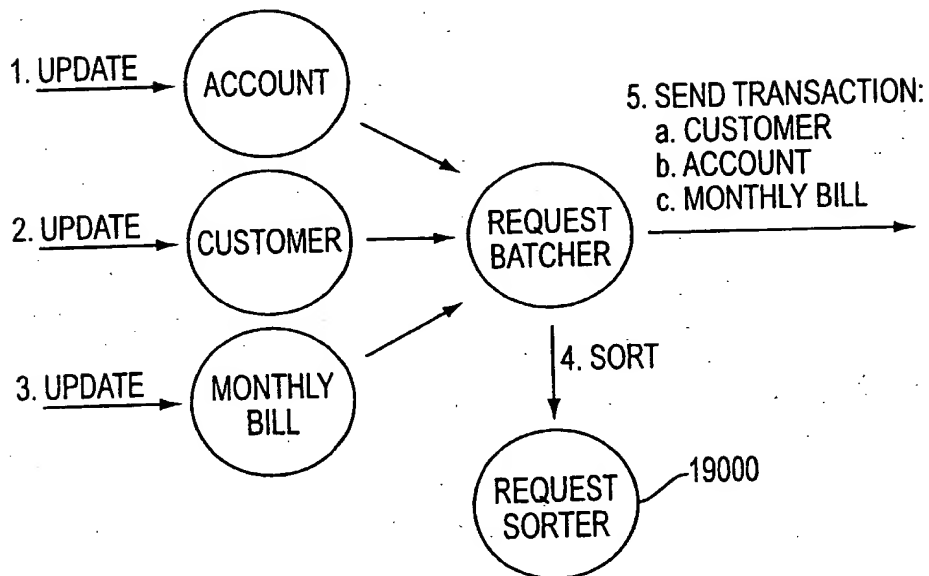 1. UPDATE
ACCOUNT
5. SEND TRANSACTION:
a. CUSTOMER
b. ACCOUNT
c. MONTHLY BILL
2. UPDATE
CUSTOMER
REQUEST
BATCHER
3. UPDATE
MONTHLY
BILL
4. SORT
REQUEST
SORTER
19000